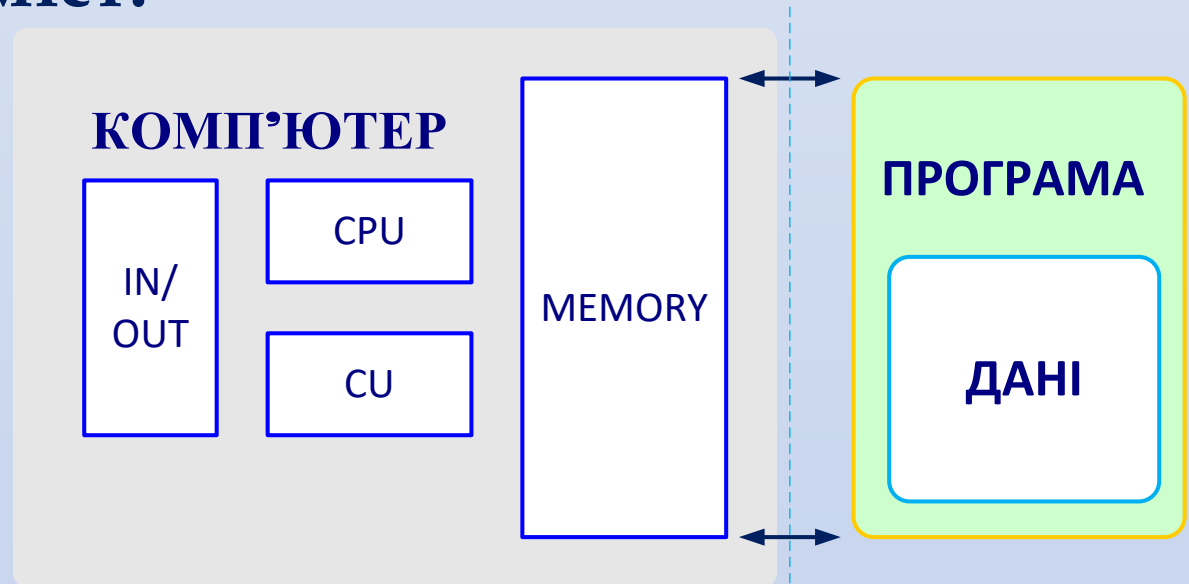 КОМП’ЮТЕР
IN/
OUT
CPU
CU
MEMORY
ПРОГРАМА
ДАНІ